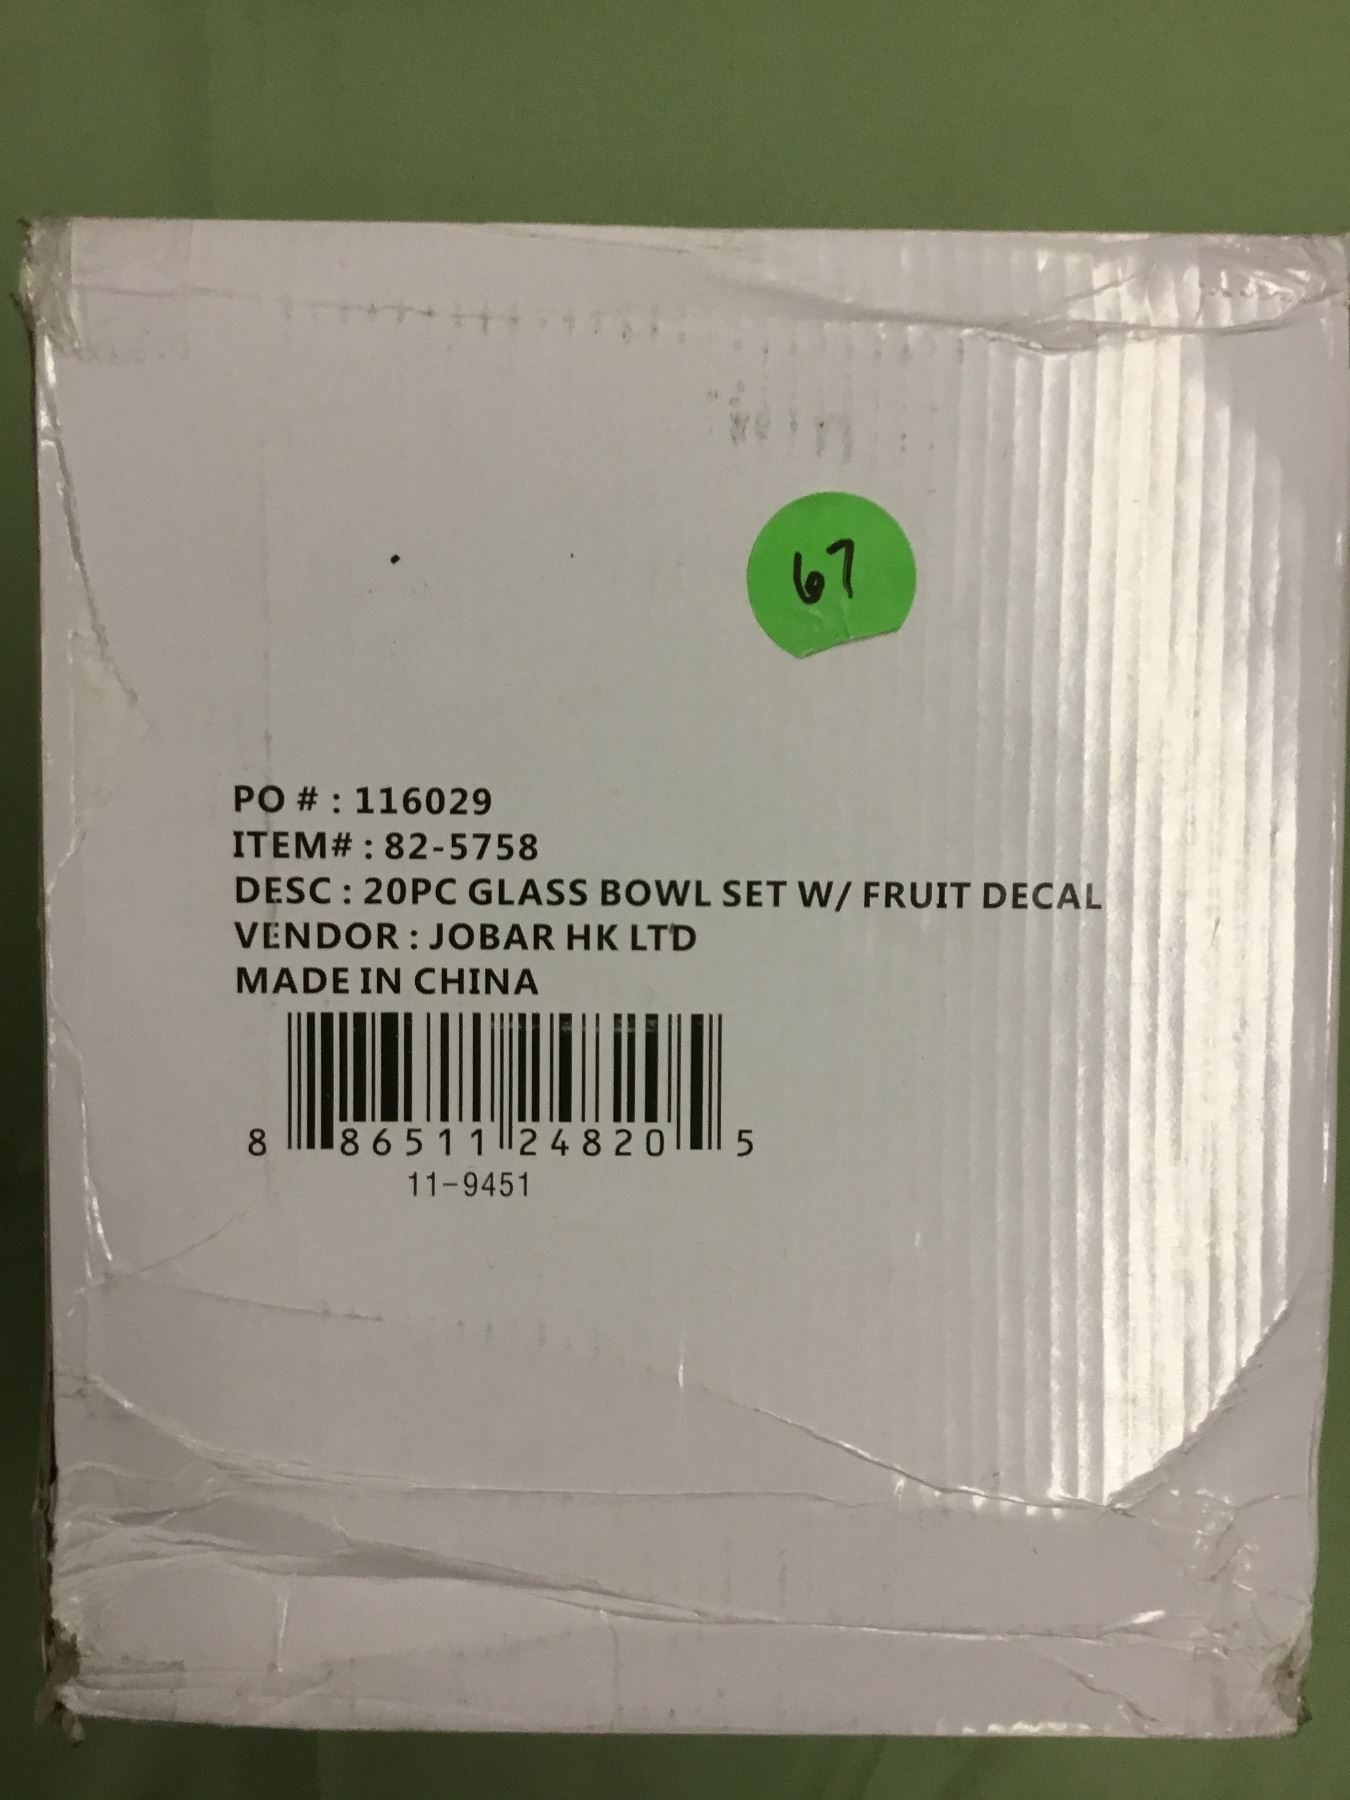 67
PO # : 116029
ITEM# : 82-5758
DESC : 20PC GLASS BOWL SET W/ FRUIT DECAL
VENDOR : JOBAR HK LTD
MADE IN CHINA
8 86511 24820 5
11-9451